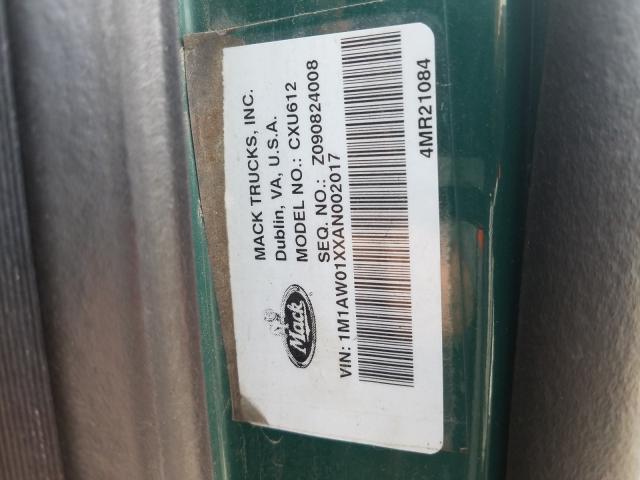 MACK TRUCKS, INC.
Dublin, VA, U.S.A.
MODEL NO.: CXU612
SEQ. NO.: Z090824008
Mack
VIN: 1M1AW01XXAN002017
4MR21084